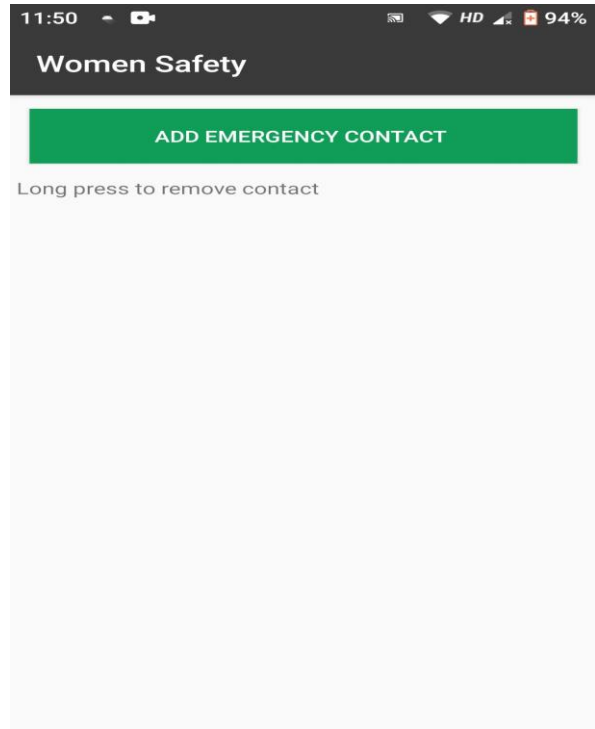 11:50 HD 94%
Women Safety
ADD EMERGENCY CONTACT
Long press to remove contact